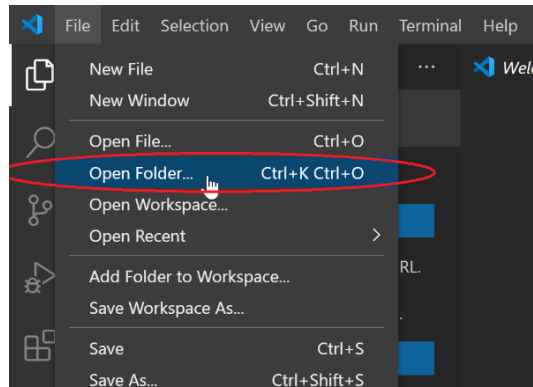 File Edit Selection View Go Run Terminal Help
New File Ctrl+N
New Window Ctrl+Shift+N
Open File... Ctrl+O
Open Folder... Ctrl+K Ctrl+O
Open Workspace...
Open Recent
Add Folder to Workspace...
Save Workspace As...
Save Ctrl+S
Save As... Ctrl+Shift+S
... Welc
RL.
.